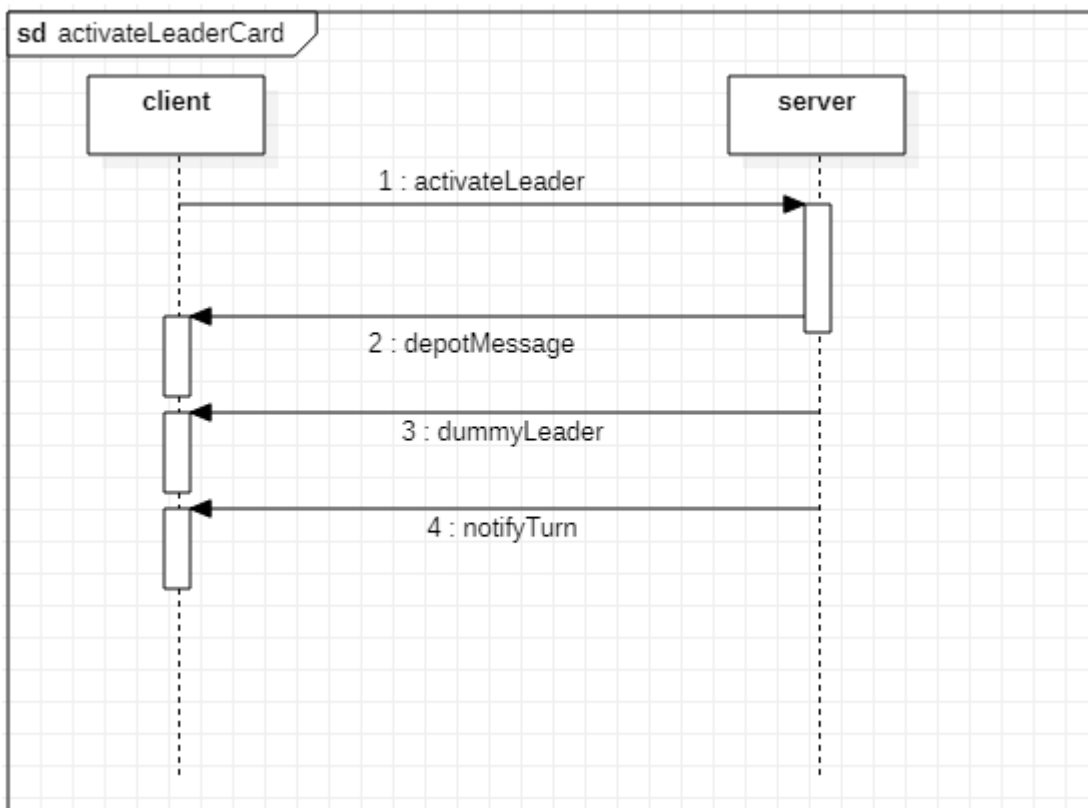 sd activateLeaderCard
client
server
1 : activateLeader
2 : depotMessage
3 : dummyLeader
4 : notifyTurn